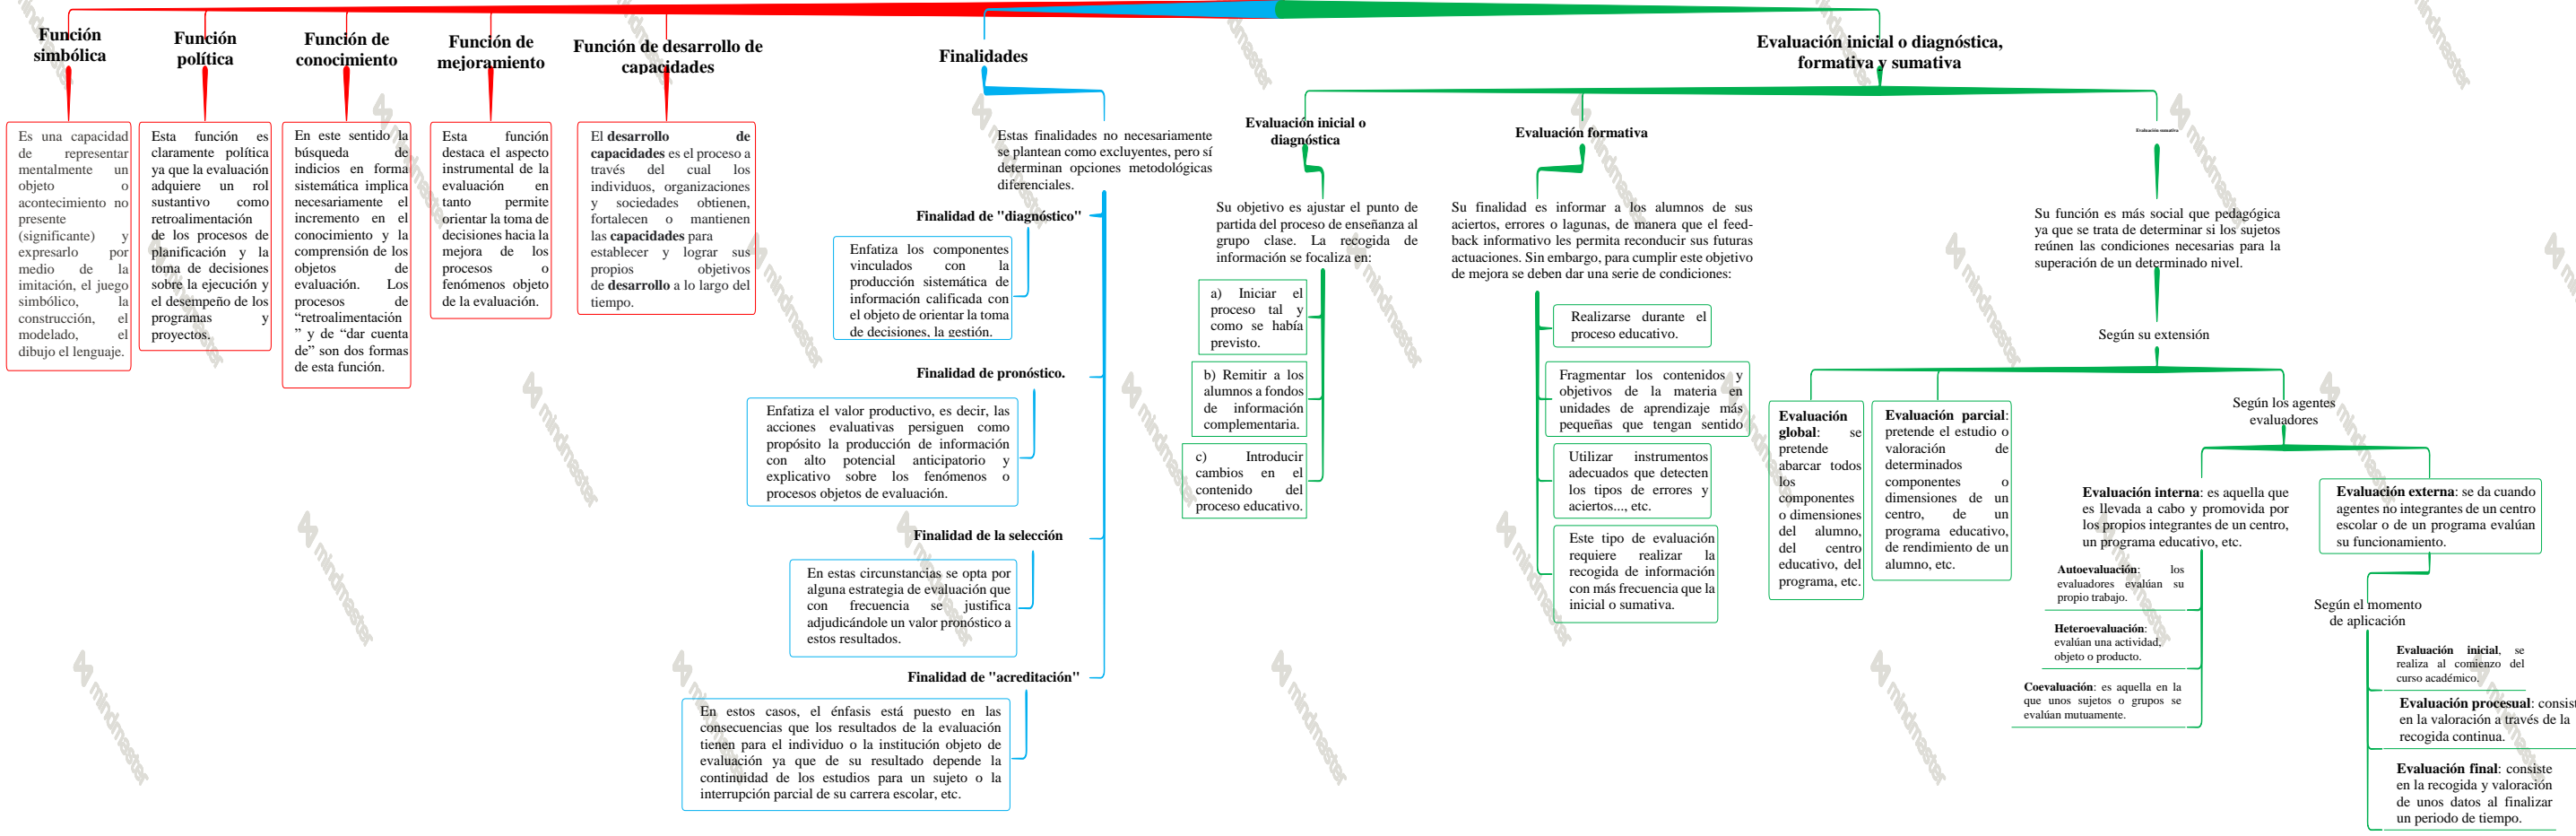 Función
simbólica
Es una capacidad
de representar
mentalmente un
objeto o
acontecimiento no
presente
(significante) y
expresarlo por
medio de la
imitación, el juego
simbólico, la
construcción, el
modelado, el
dibujo el lenguaje.
Función
política
Esta función es
claramente política
ya que la evaluación
adquiere un rol
sustantivo como
retroalimentación
de los procesos de
planificación y la
toma de decisiones
sobre la ejecución y
el desempeño de los
programas y
proyectos.
Función de
conocimiento
En este sentido la
búsqueda de
indicios en forma
sistemática implica
necesariamente el
incremento en el
conocimiento y la
comprensión de los
objetos de
evaluación. Los
procesos de
“retroalimentación
” y de “dar cuenta
de” son dos formas
de esta función.
Función de
mejoramiento
Esta función
destaca el aspecto
instrumental de la
evaluación en
tanto permite
orientar la toma de
decisiones hacia la
mejora de los
procesos o
fenómenos objeto
de la evaluación.
Función de desarrollo de
capacidades
El desarrollo de
capacidades es el proceso a
través del cual los
individuos, organizaciones
y sociedades obtienen,
fortalecen o mantienen
las capacidades para
establecer y lograr sus
propios objetivos
de desarrollo a lo largo del
tiempo.
Finalidades
Estas finalidades no necesariamente
se plantean como excluyentes, pero sí
determinan opciones metodológicas
diferenciales.
Finalidad de "diagnóstico"
Enfatiza los componentes
vinculados con la
producción sistemática de
información calificada con
el objeto de orientar la toma
de decisiones, la gestión.
Finalidad de pronóstico.
Enfatiza el valor productivo, es decir, las
acciones evaluativas persiguen como
propósito la producción de información
con alto potencial anticipatorio y
explicativo sobre los fenómenos o
procesos objetos de evaluación.
Finalidad de la selección
En estas circunstancias se opta por
alguna estrategia de evaluación que
con frecuencia se justifica
adjudicándole un valor pronóstico a
estos resultados.
Finalidad de "acreditación"
En estos casos, el énfasis está puesto en las
consecuencias que los resultados de la evaluación
tienen para el individuo o la institución objeto de
evaluación ya que de su resultado depende la
continuidad de los estudios para un sujeto o la
interrupción parcial de su carrera escolar, etc.
Evaluación inicial o diagnóstica,
formativa y sumativa
Evaluación inicial o
diagnóstica
Su objetivo es ajustar el punto de
partida del proceso de enseñanza al
grupo clase. La recogida de
información se focaliza en:
a) Iniciar el
proceso tal y
como se había
previsto.
b) Remitir a los
alumnos a fondos
de información
complementaria.
c) Introducir
cambios en el
contenido del
proceso educativo.
Evaluación formativa
Su finalidad es informar a los alumnos de sus
aciertos, errores o lagunas, de manera que el feed-
back informativo les permita reconducir sus futuras
actuaciones. Sin embargo, para cumplir este objetivo
de mejora se deben dar una serie de condiciones:
Realizarse durante el
proceso educativo.
Fragmentar los contenidos y
objetivos de la materia en
unidades de aprendizaje más
pequeñas que tengan sentido
Utilizar instrumentos
adecuados que detecten
los tipos de errores y
aciertos..., etc.
Este tipo de evaluación
requiere realizar la
recogida de información
con más frecuencia que la
inicial o sumativa.
Evaluación sumativa
Su función es más social que pedagógica
ya que se trata de determinar si los sujetos
reúnen las condiciones necesarias para la
superación de un determinado nivel.
Según su extensión
Evaluación
global: se
pretende
abarcar todos
los
componentes
o dimensiones
del alumno,
del centro
educativo, del
programa, etc.
Evaluación parcial:
pretende el estudio o
valoración de
determinados
componentes o
dimensiones de un
centro, de un
programa educativo,
de rendimiento de un
alumno, etc.
Según los agentes
evaluadores
Evaluación interna: es aquella que
es llevada a cabo y promovida por
los propios integrantes de un centro,
un programa educativo, etc.
Autoevaluación: los
evaluadores evalúan su
propio trabajo.
Heteroevaluación:
evalúan una actividad,
objeto o producto.
Coevaluación: es aquella en la
que unos sujetos o grupos se
evalúan mutuamente.
Evaluación externa: se da cuando
agentes no integrantes de un centro
escolar o de un programa evalúan
su funcionamiento.
Según el momento
de aplicación
Evaluación inicial, se
realiza al comienzo del
curso académico.
Evaluación procesual: consist
en la valoración a través de la
recogida continua.
Evaluación final: consiste
en la recogida y valoración
de unos datos al finalizar
un periodo de tiempo.
mindmaster